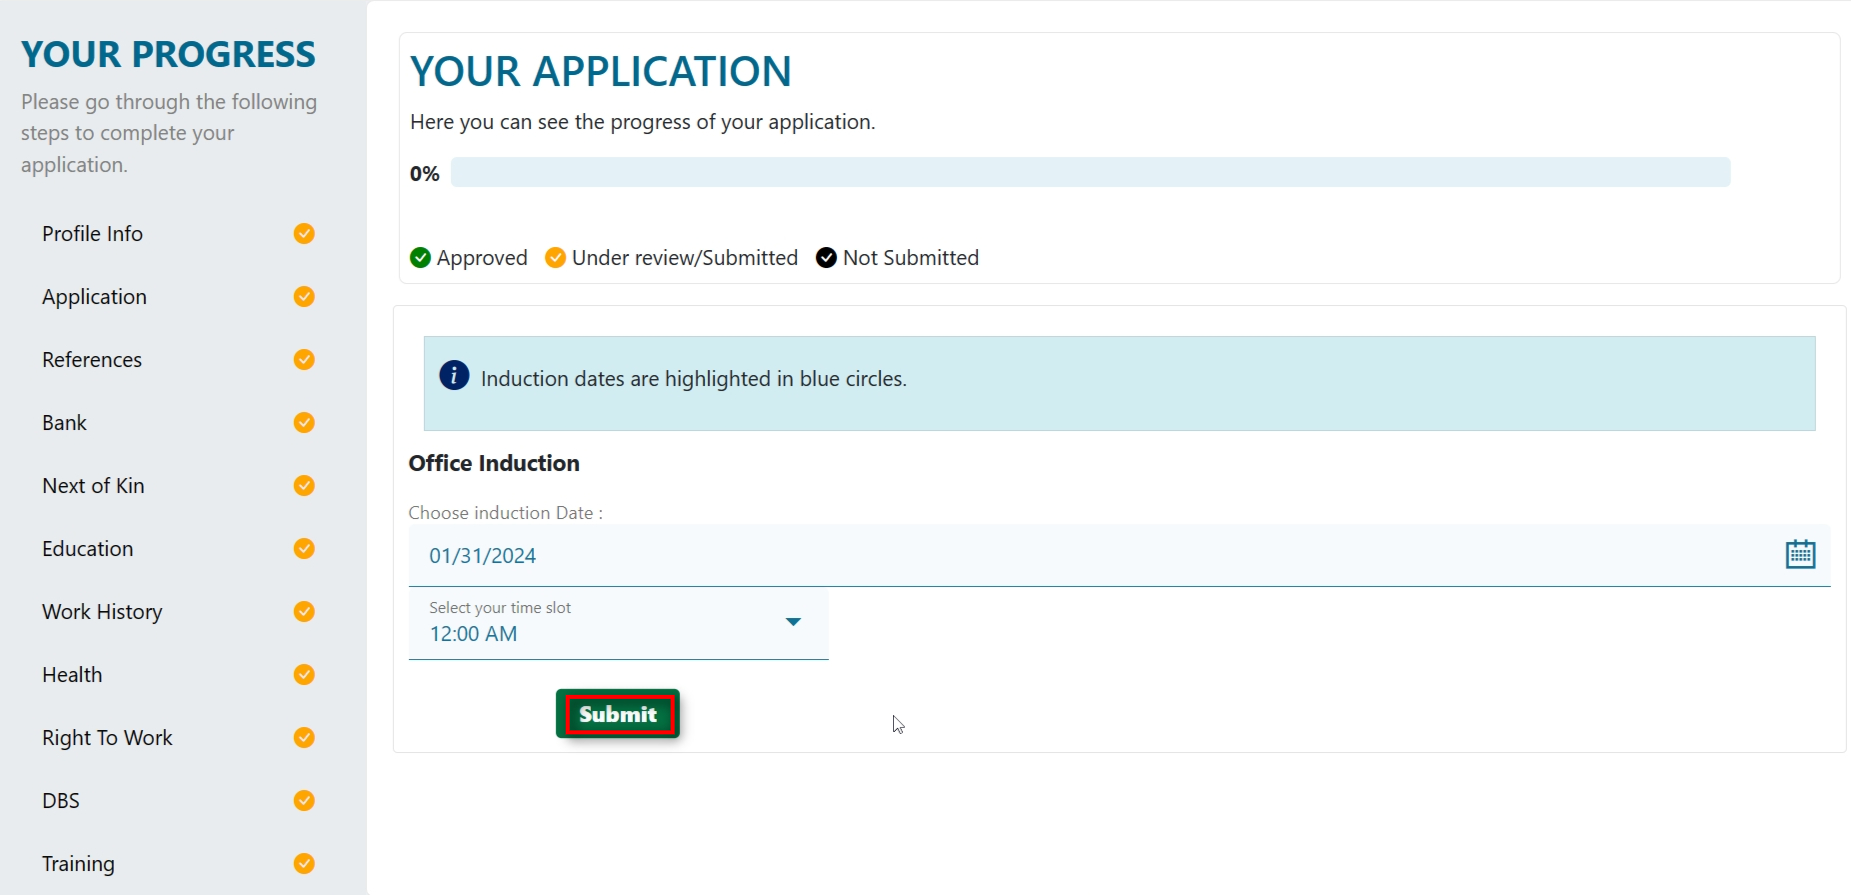 YOUR PROGRESS
Please go through the following
steps to complete your
application.
Profile Info
Application
References
Bank
Next of Kin
Education
Work History
Health
Right To Work
DBS
Training
YOUR APPLICATION
Here you can see the progress of your application.
0%
Approved Under review/Submitted Not Submitted
i Induction dates are highlighted in blue circles.
Office Induction
Choose induction Date :
01/31/2024
Select your time slot
12:00 AM
Submit